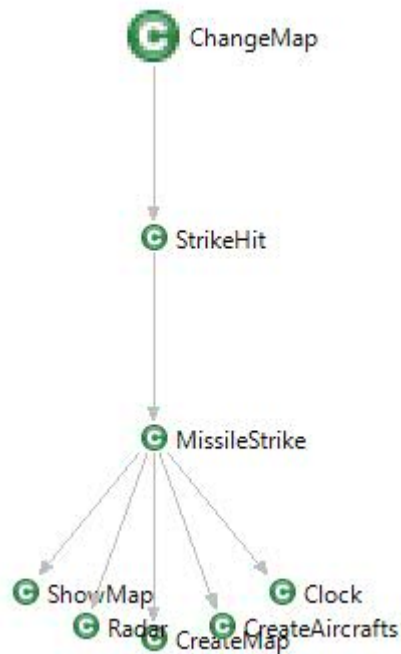 ChangeMap
StrikeHit
MissileStrike
ShowMap
Clock
Radar
CreateAircrafts
CreateMap